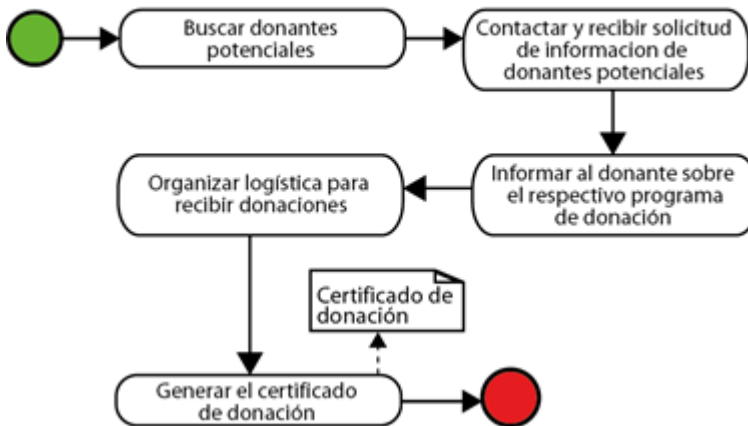 Buscar donantes
potenciales
Contactar y recibir solicitud
de informacion de
donantes potenciales
Informar al donante sobre
el respectivo programa
de donación
Organizar logística para
recibir donaciones
Certificado de
donación
Generar el certificado
de donación